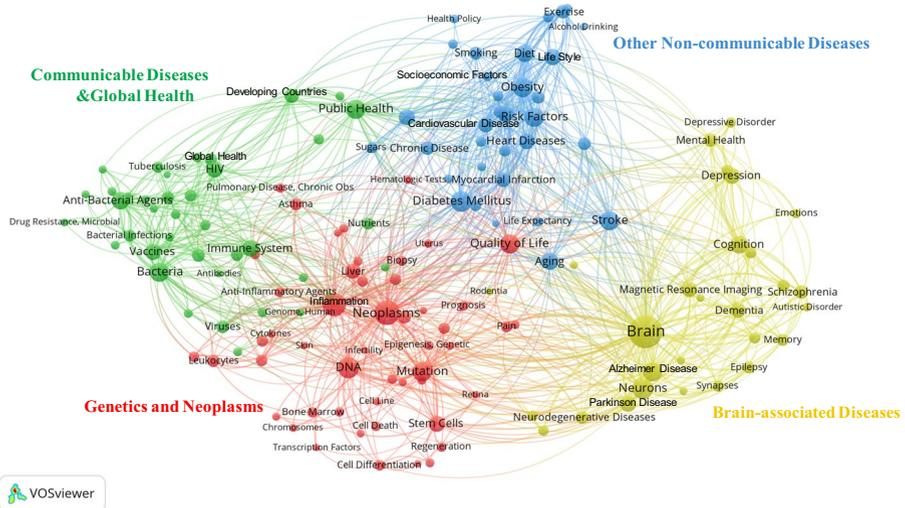 Exercise
Health Policy
Alcohol Drinking
Other Non-communicable Diseases
Smoking
Diet
Life Style
Communicable Diseases
&Global Health
Socioeconomic Factors
Obesity
Developing Countries
Public Health
Risk Factors
Cardiovascular Disease
Depressive Disorder
Mental Health
Heart Diseases
Sugars
Chronic Disease
Global Health
HIV
Tuberculosis
Depression
Hematologic Tests
Myocardial Infarction
Pulmonary Disease, Chronic Obs
Anti-Bacterial Agents
Asthma
Diabetes Mellitus
Emotions
Drug Resistance, Microbial
Nutrients
Life Expectancy
Stroke
Bacterial Infections
Uterus
Quality of Life
Cognition
Vaccines
Immune System
Biopsy
Aging
Bacteria
Antibodies
Liver
Anti-Inflammatory Agents
Rodentia
Magnetic Resonance Imaging
Schizophrenia
Inflammation
Prognosis
Autistic Disorder
Genome, Human
Neoplasms
Dementia
Viruses
Cytokines
Pain
Brain
Memory
Skin
Infertility
Epigenesis, Genetic
Leukocytes
DNA
Mutation
Alzheimer Disease
Epilepsy
Neurons
Synapses
Retina
Cell Line
Parkinson Disease
Genetics and Neoplasms
Bone Marrow
Neurodegenerative Diseases
Brain-associated Diseases
Chromosomes
Cell Death
Stem Cells
Transcription Factors
Regeneration
Cell Differentiation
VOSviewer